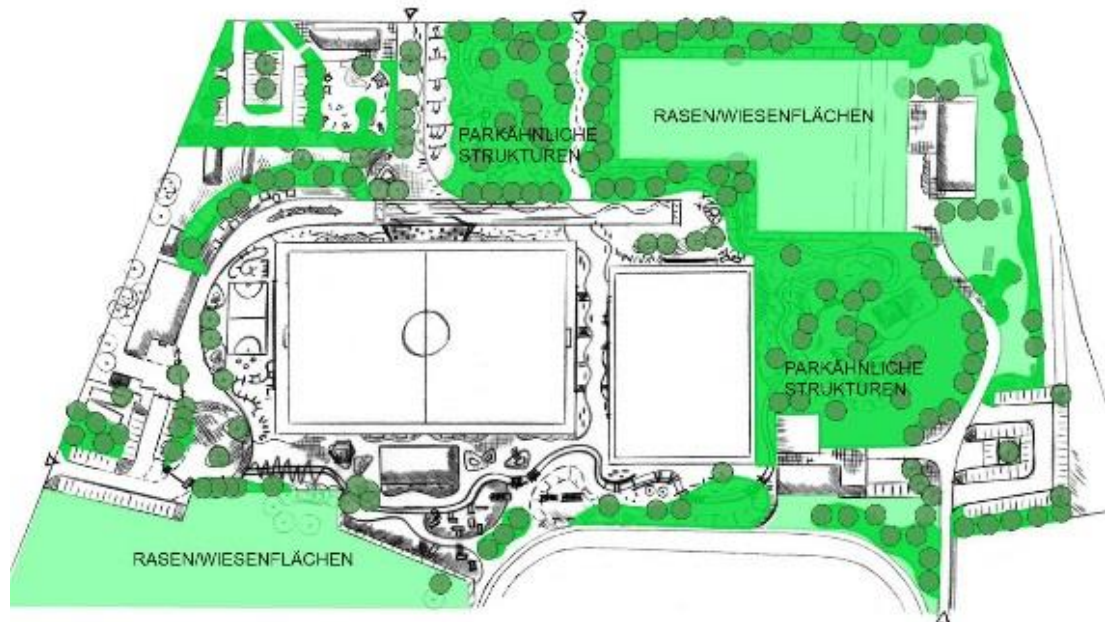 RASEN/WIESENFLÄCHEN
PARKÄHNLICHE
STRUKTUREN
PARKÄHNLICHE
STRUKTUREN
RASEN/WIESENFLÄCHEN